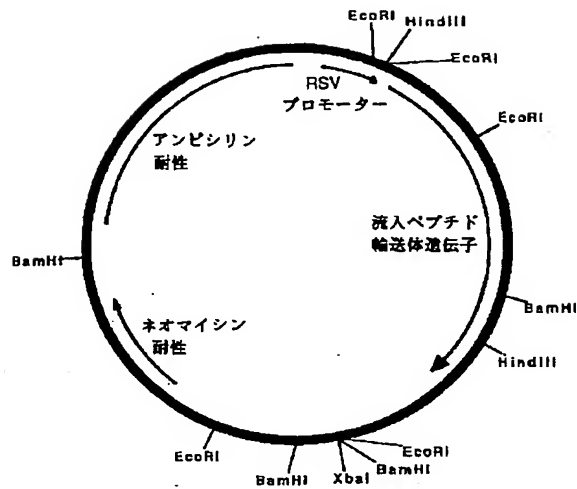 EcoRI
HindIII
EcoRI
RSV
プロモーター
EcoRI
アンピシリン
耐性
流入ペプチド
輸送体遺伝子
BamHI
BamHI
ネオマイシン
耐性
HindIII
EcoRI
EcoRI
BamHI
BamHI
XbaI